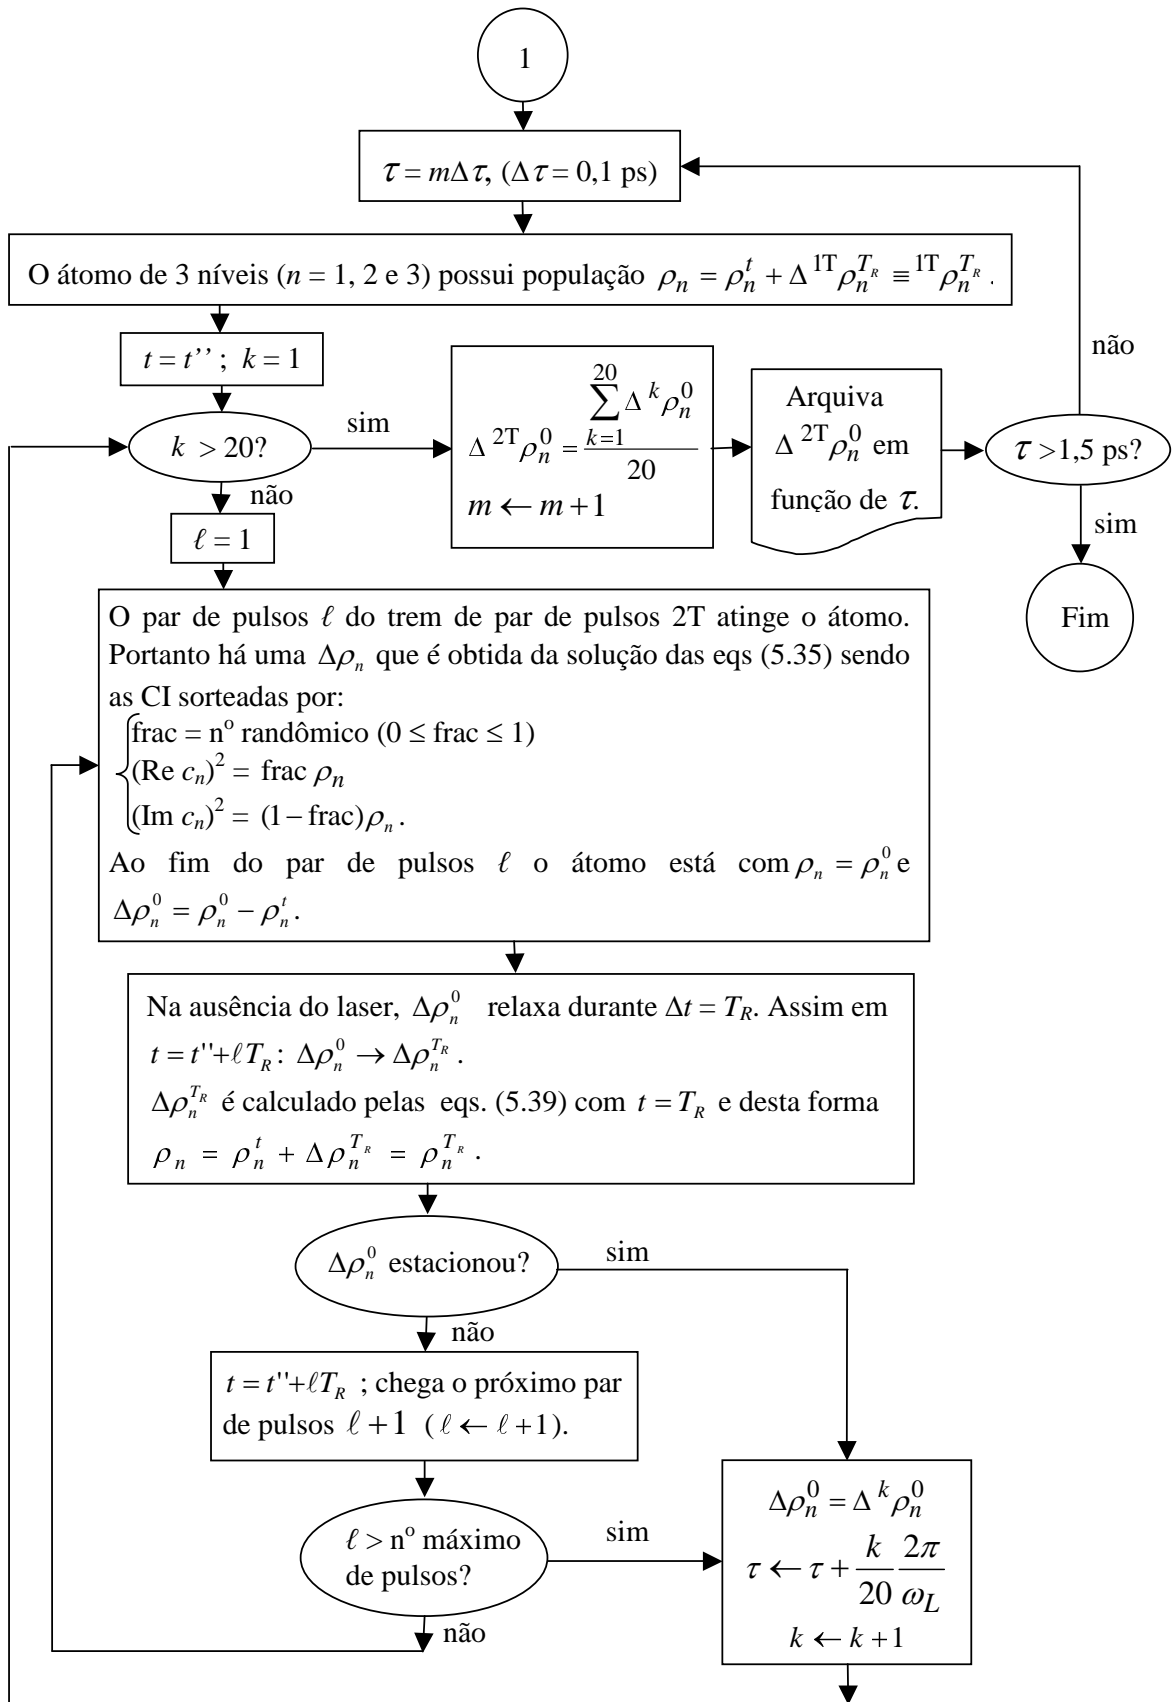 1
τ = mΔτ, (Δτ = 0,1 ps)
O átomo de 3 níveis (n = 1, 2 e 3) possui população ρ_n = ρ_n^t + Δ^{1T}ρ_n^{T_R} ≡ ^{1T}ρ_n^{T_R} .
t = t’’ ; k = 1
não
k > 20?
sim
Δ^{2T}ρ_n^0 = \frac{\sum_{k=1}^{20} Δ^kρ_n^0}{20}
m ← m + 1
Arquiva
Δ^{2T}ρ_n^0 em
função de τ.
τ >1,5 ps?
não
sim
ℓ = 1
Fim
O par de pulsos ℓ do trem de par de pulsos 2T atinge o átomo.
Portanto há uma Δρ_n que é obtida da solução das eqs (5.35) sendo
as CI sorteadas por:
frac = nº randômico (0 ≤ frac ≤ 1)
(Re c_n)² = frac ρ_n
(Im c_n)² = (1 – frac)ρ_n .
Ao fim do par de pulsos ℓ o átomo está com ρ_n = ρ_n^0 e
Δρ_n^0 = ρ_n^0 − ρ_n^t .
Na ausência do laser, Δρ_n^0 relaxa durante Δt = T_R. Assim em
t = t''+ℓT_R : Δρ_n^0 → Δρ_n^{T_R} .
Δρ_n^{T_R} é calculado pelas eqs. (5.39) com t = T_R e desta forma
ρ_n = ρ_n^t + Δρ_n^{T_R} = ρ_n^{T_R} .
Δρ_n^0 estacionou?
sim
não
t = t''+ℓT_R ; chega o próximo par
de pulsos ℓ + 1 ( ℓ ← ℓ + 1).
ℓ > nº máximo
de pulsos?
sim
não
Δρ_n^0 = Δ^kρ_n^0
τ ← τ + \frac{k}{20} \frac{2π}{ω_L}
k ← k + 1